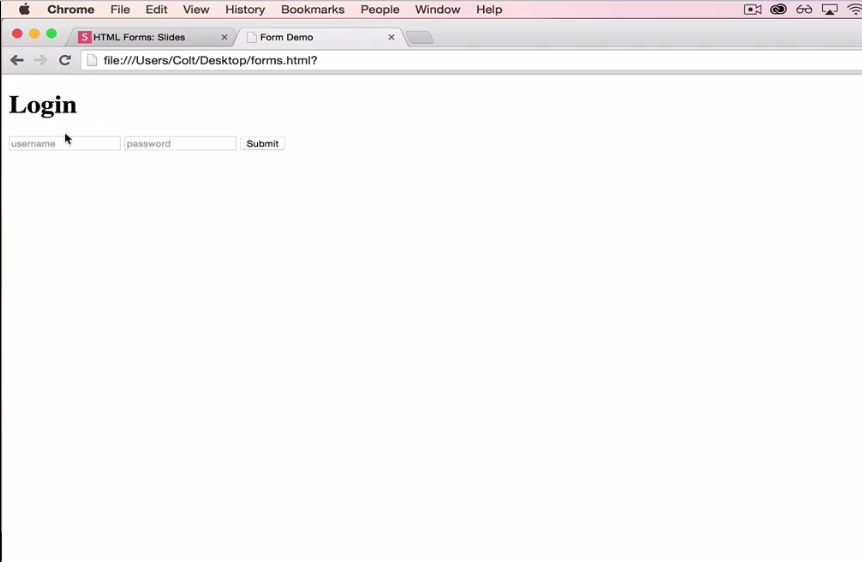 Chrome File Edit View History Bookmarks People Window Help
S HTML Forms: Slides × Form Demo ×
file:///Users/Colt/Desktop/forms.html?
Login
username password Submit